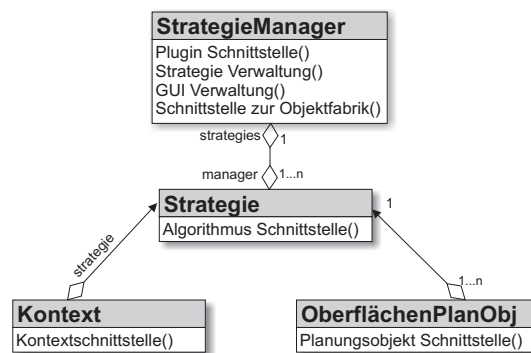 StrategieManager
Plugin Schnittstelle()
Strategie Verwaltung()
GUI Verwaltung()
Schnittstelle zur Objektfabrik()
strategies
1
manager
1...n
Strategie
Algorithmus Schnittstelle()
1
strategie
1...n
Kontext
Kontextschnittstelle()
OberflächenPlanObj
Planungsobjekt Schnittstelle()